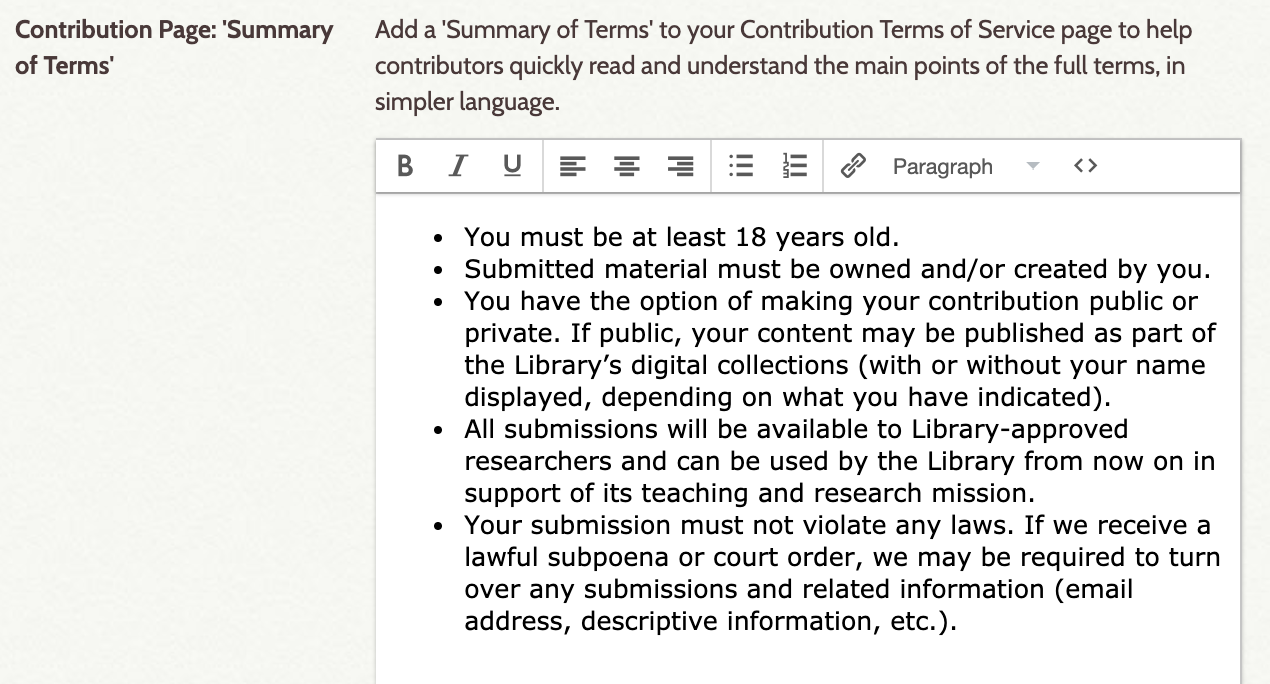 Contribution Page: 'Summary
of Terms'
Add a 'Summary of Terms' to your Contribution Terms of Service page to help
contributors quickly read and understand the main points of the full terms, in
simpler language.
B I U Paragraph <>
• You must be at least 18 years old.
• Submitted material must be owned and/or created by you.
• You have the option of making your contribution public or
private. If public, your content may be published as part of
the Library’s digital collections (with or without your name
displayed, depending on what you have indicated).
• All submissions will be available to Library-approved
researchers and can be used by the Library from now on in
support of its teaching and research mission.
• Your submission must not violate any laws. If we receive a
lawful subpoena or court order, we may be required to turn
over any submissions and related information (email
address, descriptive information, etc.).